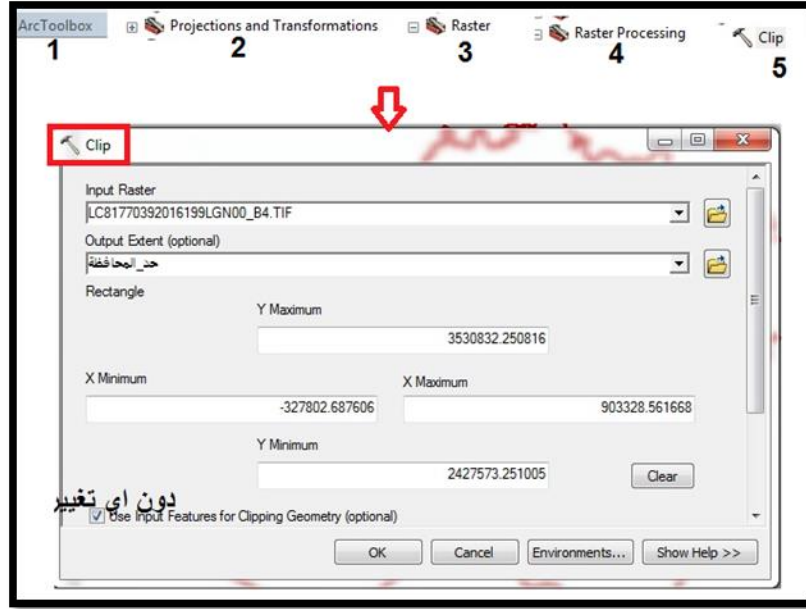 ArcToolbox Projections and Transformations Raster Raster Processing Clip
1 2 3 4 5
Clip
Input Raster
LC81770392016199LGN00_B4.TIF
Output Extent (optional)
حد_المحافظة
Rectangle
Y Maximum
3530832.250816
X Minimum X Maximum
-327802.687606 903328.561668
Y Minimum
2427573.251005 Clear
دون اي تغيير
Use Input Features for Clipping Geometry (optional)
OK Cancel Environments... Show Help >>